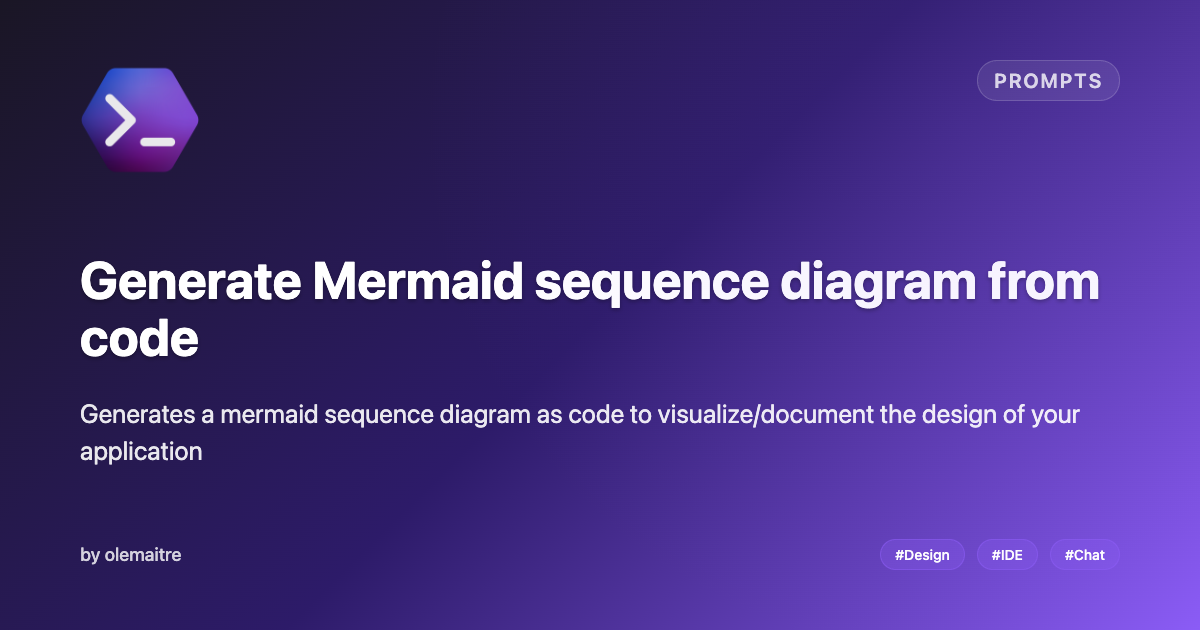 PROMPTS
Generate Mermaid sequence diagram from
code
Generates a mermaid sequence diagram as code to visualize/document the design of your
application
by olemaitre
#Design
#IDE
#Chat